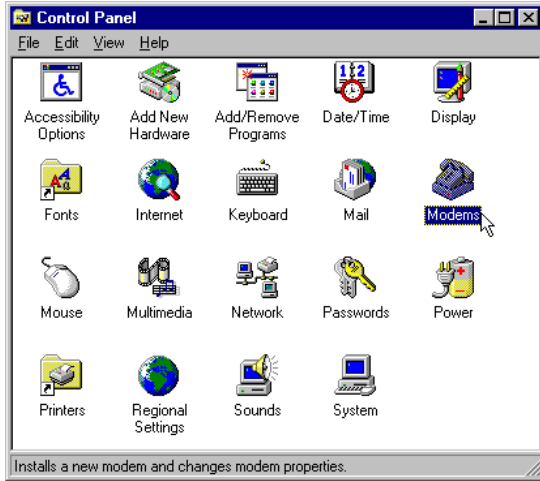 Control Panel
File Edit View Help
Accessibility Options
Add New Hardware
Add/Remove Programs
Date/Time
Display
Fonts
Internet
Keyboard
Mail
Modems
Mouse
Multimedia
Network
Passwords
Power
Printers
Regional Settings
Sounds
System
Installs a new modem and changes modem properties.